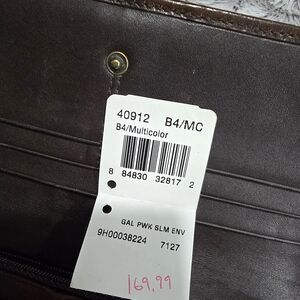 40912 B4/MC
B4/Multicolor
8 84830 32817 2
GAL PWK SLM ENV
9H00038224 7127
169.99